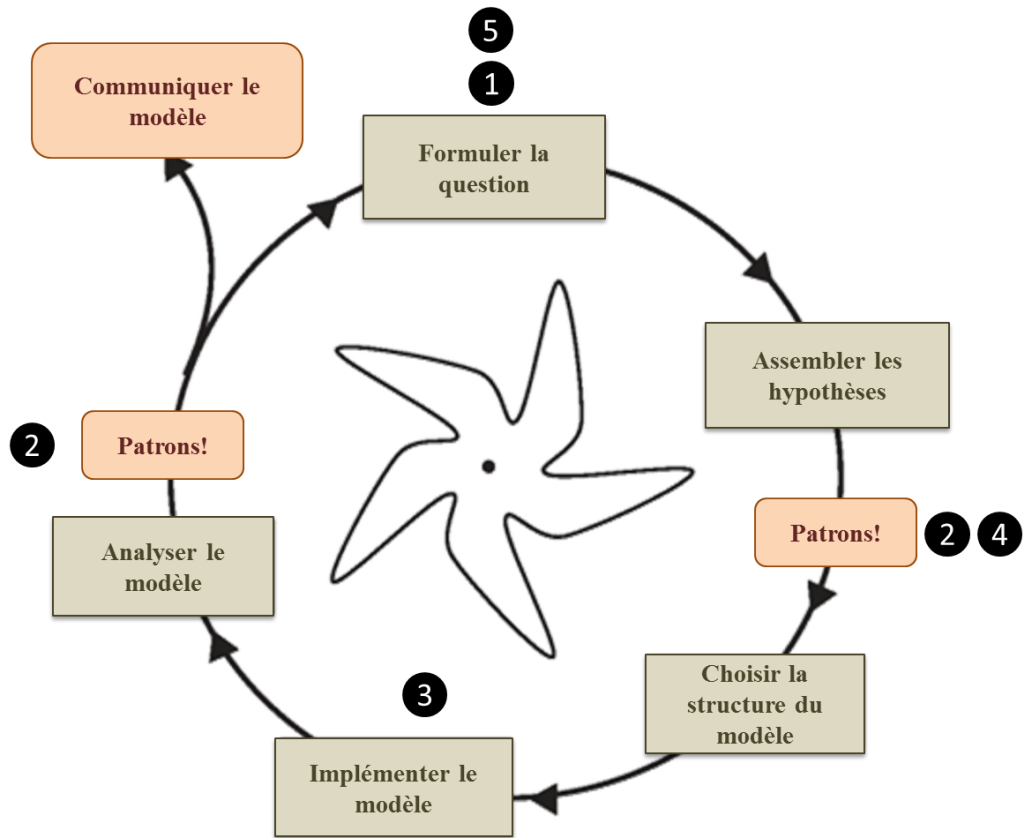 5
1
Communiquer le
modèle
Formuler la
question
Assembler les
hypothèses
2
Patrons!
Patrons!
2 4
Analyser le
modèle
3
Choisir la
structure du
modèle
Implémenter le
modèle